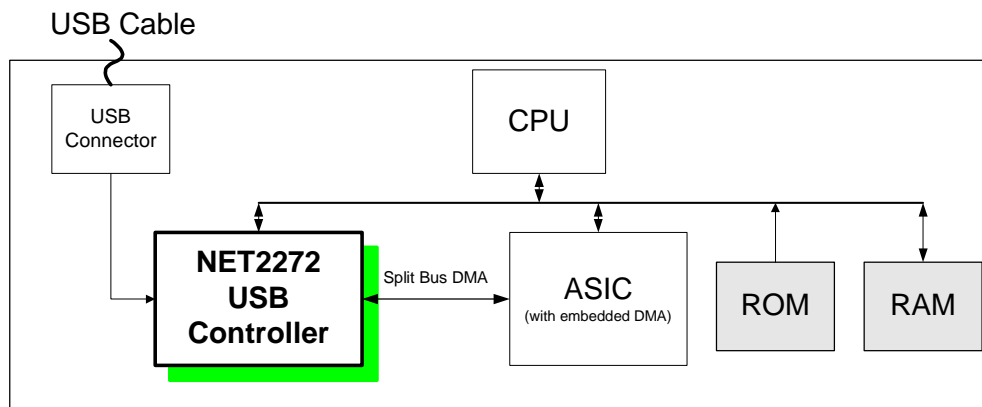 USB Cable
USB
Connector
CPU
NET2272
USB
Controller
Split Bus DMA
ASIC
(with embedded DMA)
ROM
RAM